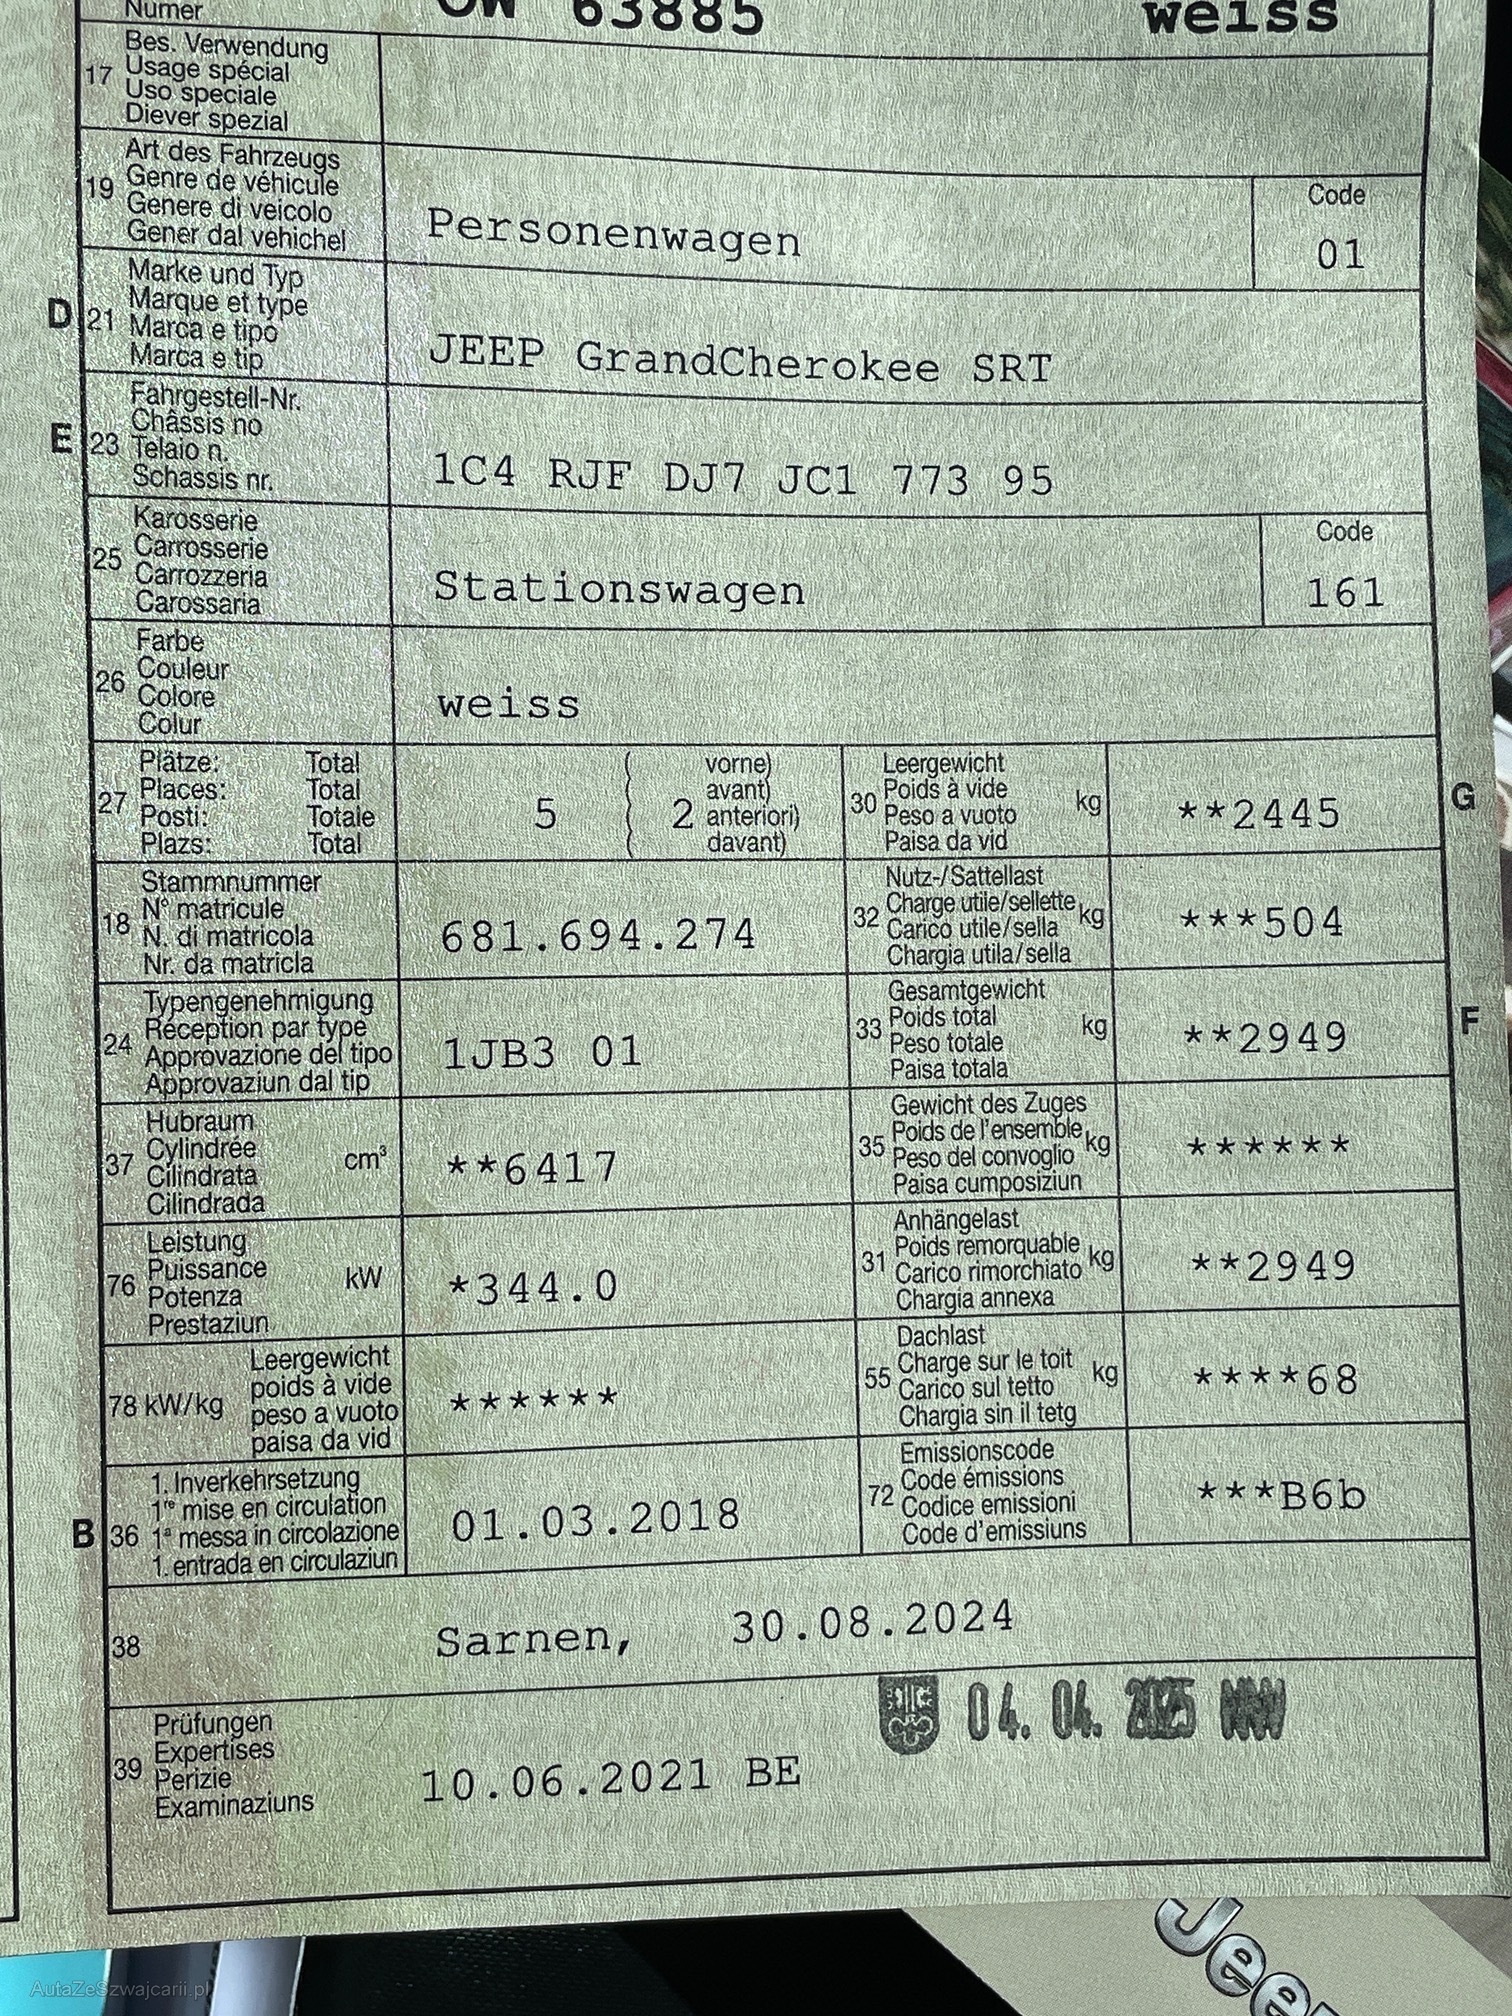 Numer
OW 63885 weiss
17 Bes. Verwendung
Usage spécial
Uso speciale
Diever spezial
19 Art des Fahrzeugs
Genre de véhicule
Genere di veicolo
Gener dal vehichel
Personenwagen
Code
01
D 21 Marke und Typ
Marque et type
Marca e tipo
Marca e tip
JEEP GrandCherokee SRT
E 23 Fahrgestell-Nr.
Châssis no
Telaio n.
Schassis nr.
1C4 RJF DJ7 JC1 773 95
25 Karosserie
Carrosserie
Carrozzeria
Carossaria
Stationswagen
Code
161
26 Farbe
Couleur
Colore
Colur
weiss
27 Plätze: Total
Places: Total
Posti: Totale
Plazs: Total
5 ( 2 vorne)
avant)
anteriori)
davant)
30 Leergewicht
Poids à vide
Peso a vuoto
Paisa da vid
kg
**2445
G
18 Stammnummer
N° matricule
N. di matricola
Nr. da matricla
681.694.274
32 Nutz-/Sattellast
Charge utile/sellette
Carico utile/sella
Chargia utila/sella
kg
***504
24 Typengenehmigung
Réception par type
Approvazione del tipo
Approvaziun dal tip
1JB3 01
33 Gesamtgewicht
Poids total
Peso totale
Paisa totala
kg
**2949
F
37 Hubraum
Cylindrée
Cilindrata
Cilindrada
cm³
**6417
35 Gewicht des Zuges
Poids de l'ensemble
Peso del convoglio
Paisa cumposiziun
kg
******
76 Leistung
Puissance
Potenza
Prestaziun
kW
*344.0
31 Anhängelast
Poids remorquable
Carico rimorchiato
Chargia annexa
kg
**2949
78 kW/kg
Leergewicht
poids à vide
peso a vuoto
paisa da vid
******
55 Dachlast
Charge sur le toit
Carico sul tetto
Chargia sin il tetg
kg
****68
B 36 1. Inverkehrsetzung
1re mise en circulation
1a messa in circolazione
1. entrada en circulaziun
01.03.2018
72 Emissionscode
Code émissions
Codice emissioni
Code d'emissiuns
***B6b
38
Sarnen, 30.08.2024
39 Prüfungen
Expertises
Perizie
Examinaziuns
10.06.2021 BE
04. 04. 2025 NW
Jeep
AutaZeSzwajcarii.pl